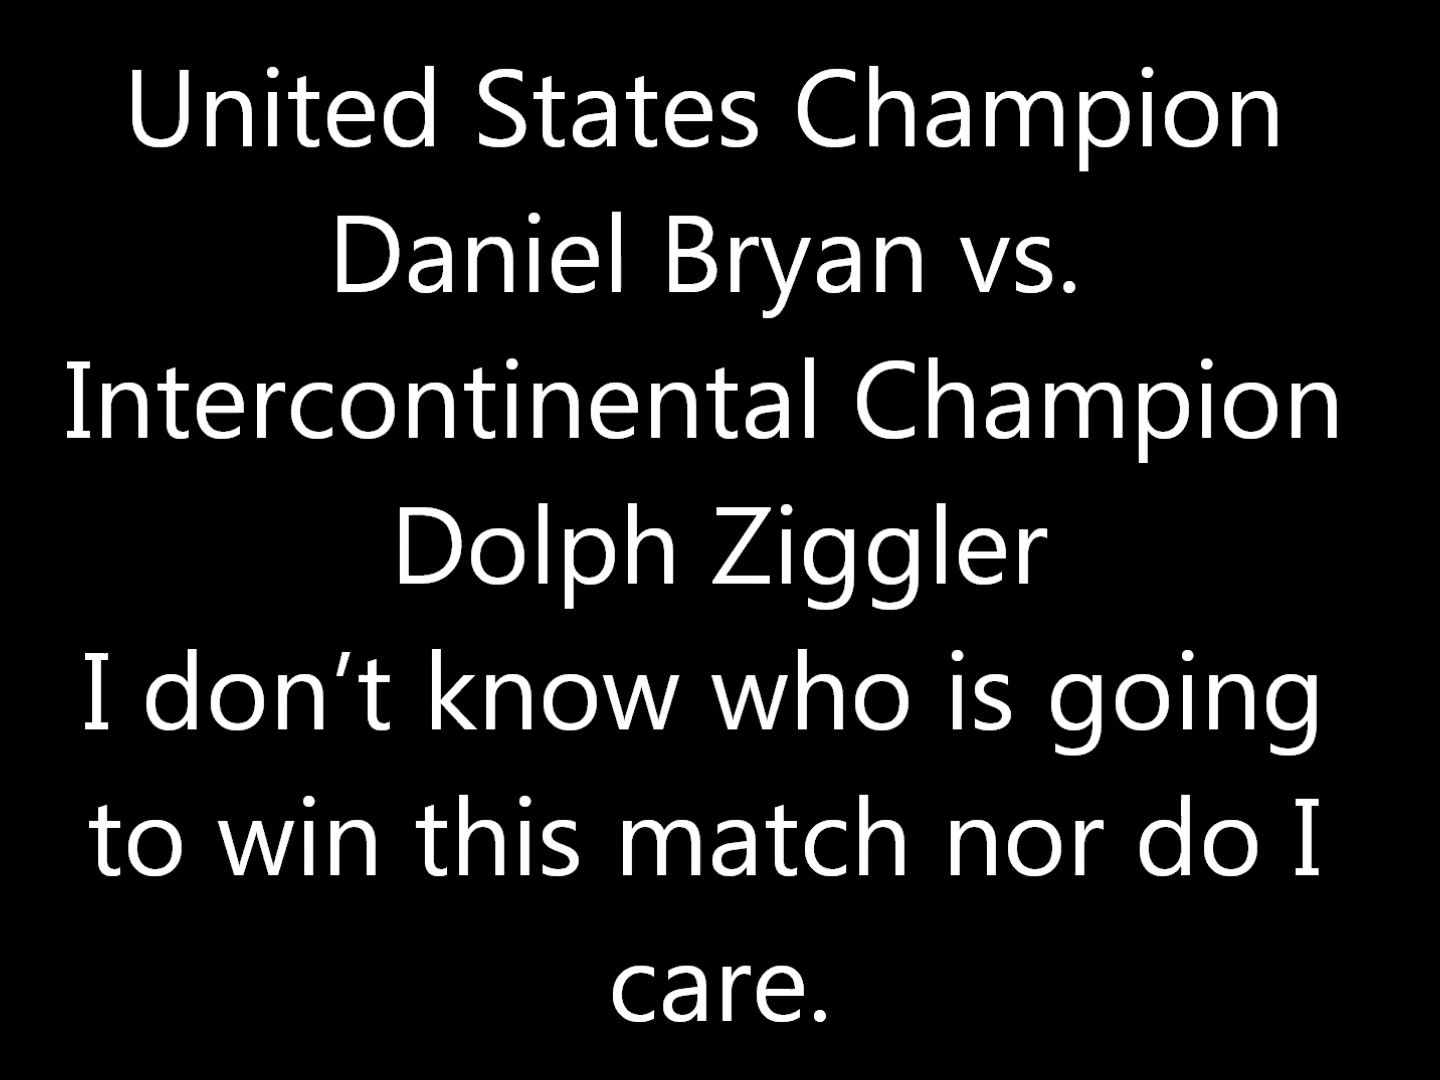 United States Champion
Daniel Bryan vs.
Intercontinental Champion
Dolph Ziggler
I don’t know who is going
to win this match nor do I
care.